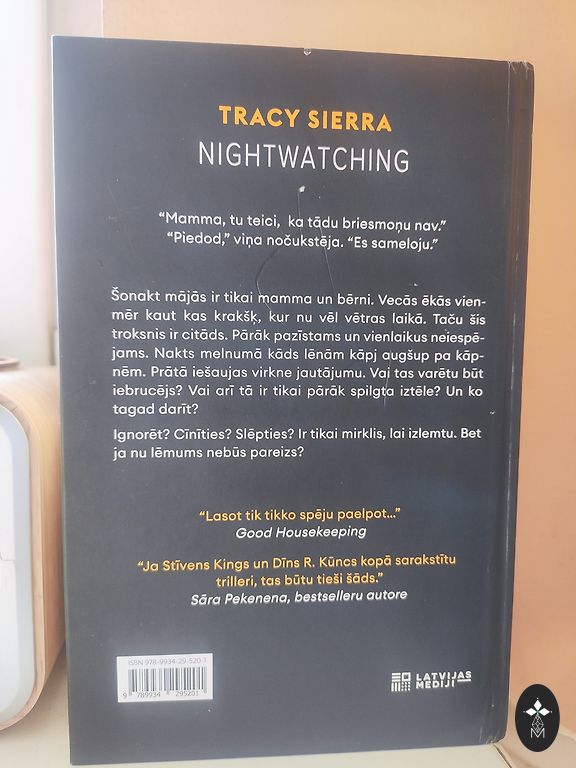 TRACY SIERRA
NIGHTWATCHING
“Mamma, tu teici, ka tādu briesmoņu nav.”
“Piedod,” viņa nočukstēja. “Es sameloju.”
Šonakt mājās ir tikai mamma un bērni. Vecās ēkās vien-
mēr kaut kas krakšķ, kur nu vēl vētras laikā. Taču šis
troksnis ir citāds. Pārāk pazīstams un vienlaikus neiespē-
jams. Nakts melnumā kāds lēnām kāpj augšup pa kāp-
nēm. Prātā iešaujas virkne jautājumu. Vai tas varētu būt
iebrucējs? Vai arī tā ir tikai pārāk spilgta iztēle? Un ko
tagad darīt?
Ignorēt? Cīnīties? Slēpties? Ir tikai mirklis, lai izlemtu. Bet
ja nu lēmums nebūs pareizs?
“Lasot tik tikko spēju paelpot...”
Good Housekeeping
“Ja Stīvens Kings un Dīns R. Kūncs kopā sarakstītu
trilleri, tas būtu tieši šāds.”
Sāra Pekenena, bestselleru autore
ISBN 978-9934-29-520-1
9 789934 295201
LATVIJAS
MEDIJI
M